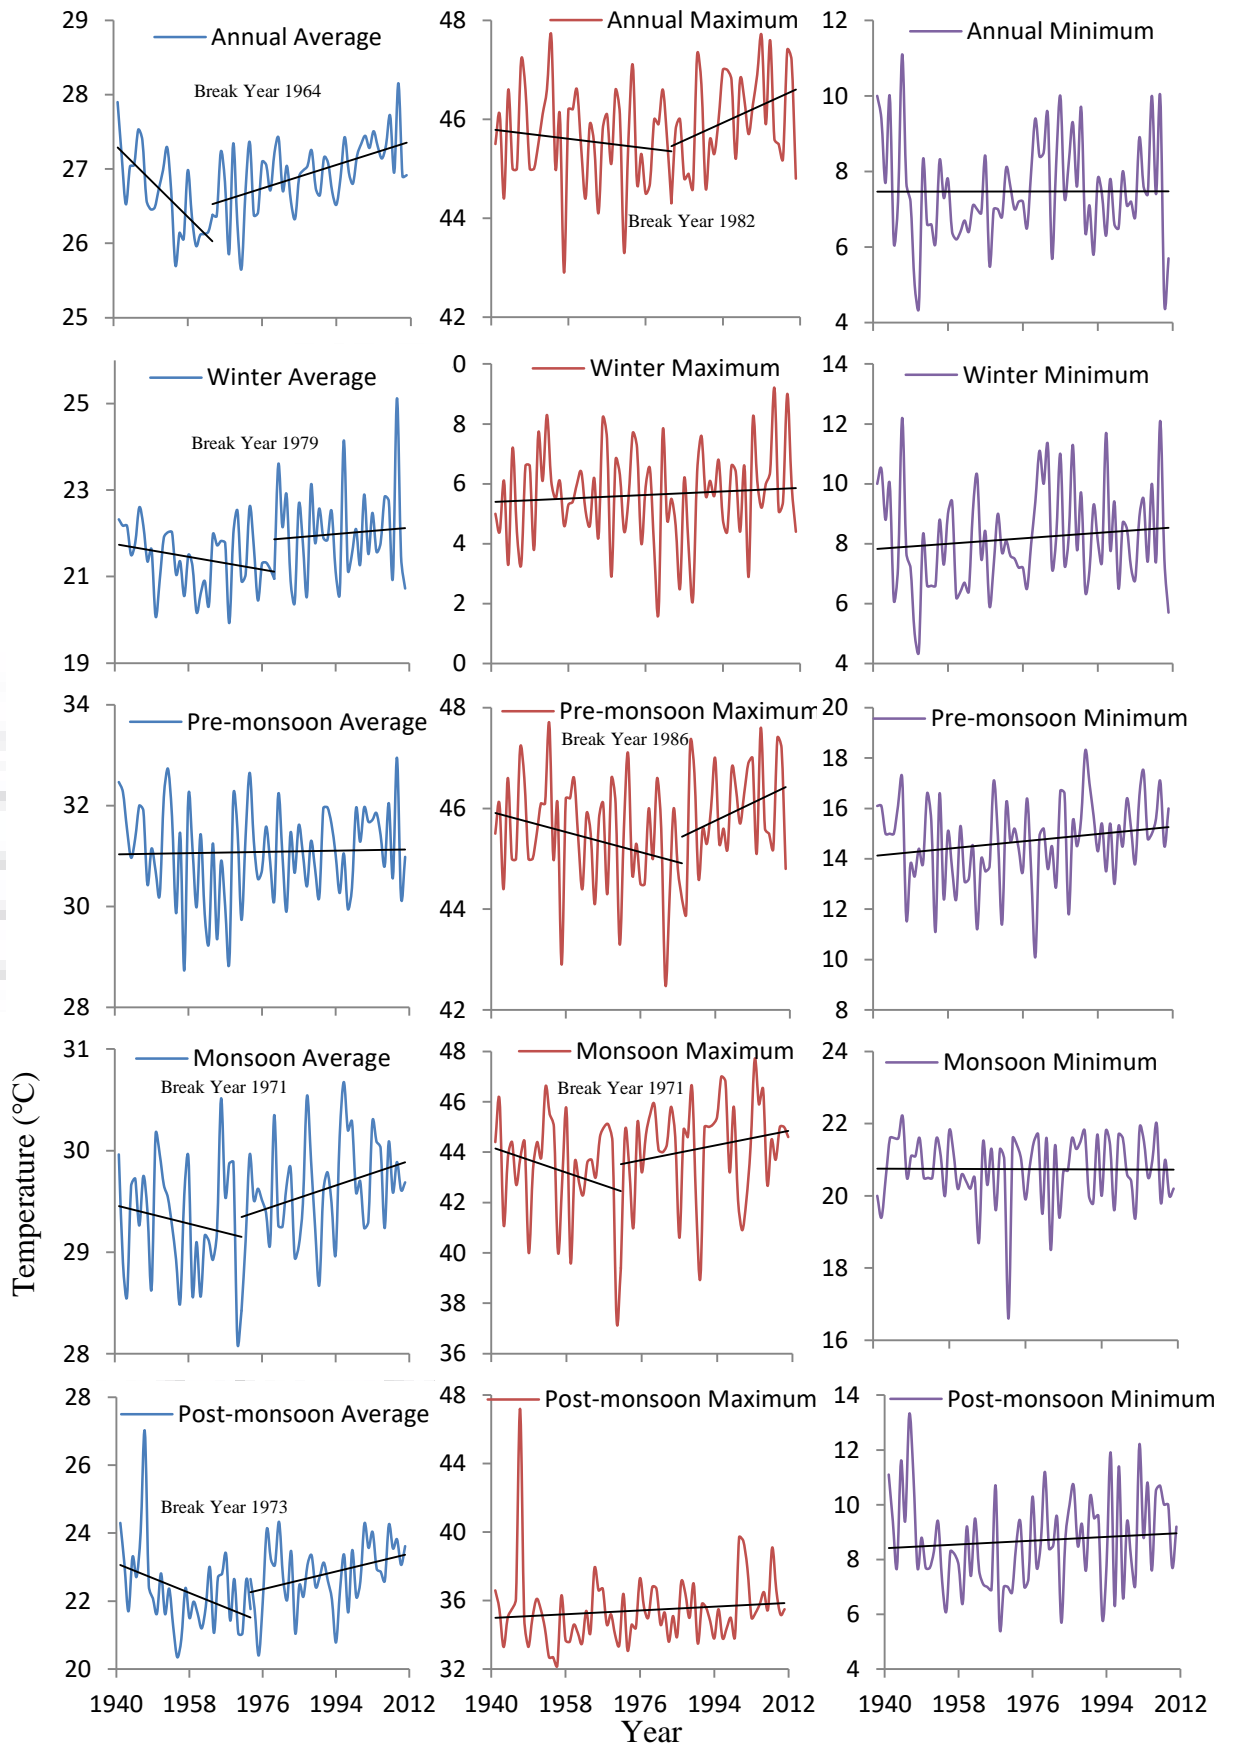 29
28
27
26
25
Annual Average
Break Year 1964
48
46
44
42
Annual Maximum
Break Year 1982
12
10
8
6
4
Annual Minimum
25
23
21
19
Winter Average
Break Year 1979
0
8
6
4
2
0
Winter Maximum
14
12
10
8
6
4
Winter Minimum
34
32
30
28
Pre-monsoon Average
48
46
44
42
Pre-monsoon Maximum
Break Year 1986
20
18
16
14
12
10
8
Pre-monsoon Minimum
31
30
29
28
Monsoon Average
Break Year 1971
48
46
44
42
40
38
36
Monsoon Maximum
Break Year 1971
24
22
20
18
16
Monsoon Minimum
28
26
24
22
20
Post-monsoon Average
Break Year 1973
1940 1958 1976 1994 2012
48
44
40
36
32
Post-monsoon Maximum
1940 1958 1976 1994 2012
14
12
10
8
6
4
Post-monsoon Minimum
1940 1958 1976 1994 2012
Temperature (°C)
Year